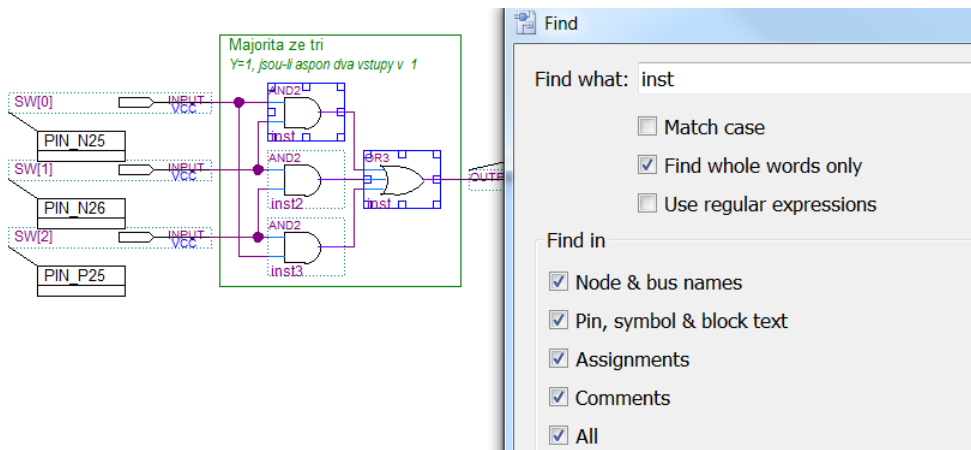 Majorita ze tri
Y=1, jsou-li aspon dva vstupy v 1
SW[0]
INPUT
VCC
PIN_N25
AND2
inst
SW[1]
INPUT
VCC
PIN_N26
AND2
inst2
OR3
inst
OUTP
SW[2]
INPUT
VCC
PIN_P25
AND2
inst3
Find
Find what: inst
Match case
Find whole words only
Use regular expressions
Find in
Node & bus names
Pin, symbol & block text
Assignments
Comments
All